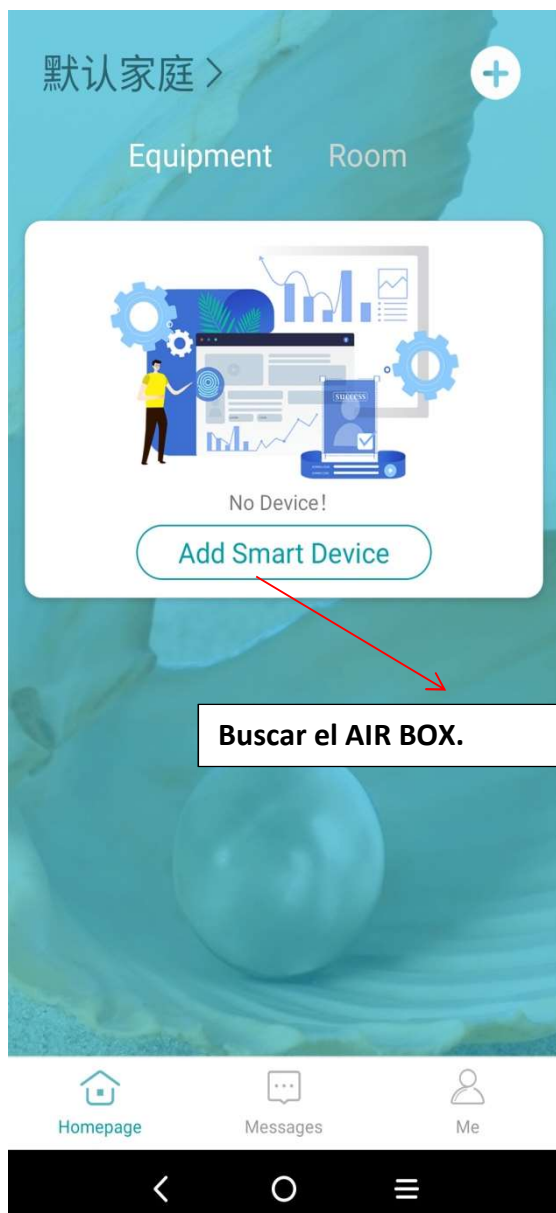 默认家庭 >
Equipment Room
SUCCESS
No Device!
Add Smart Device
Buscar el AIR BOX.
Homepage Messages Me